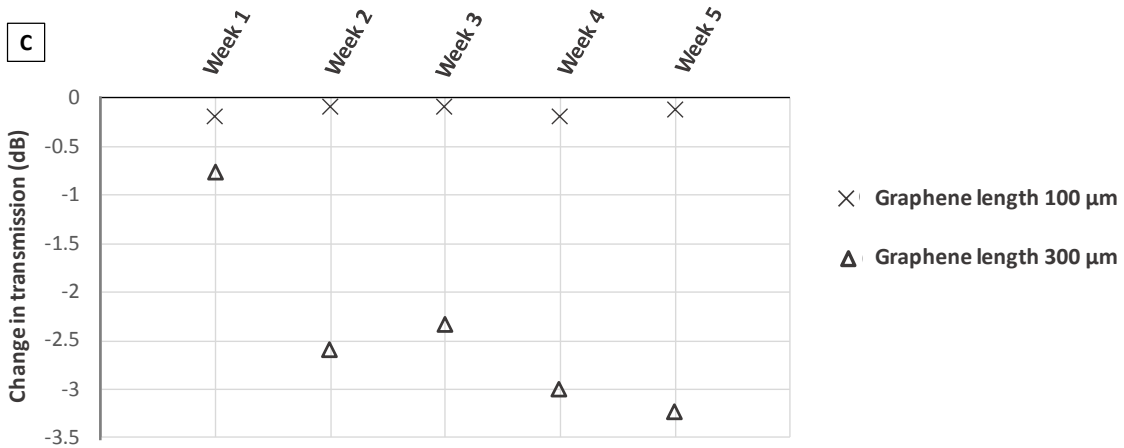 C
Week 1
Week 2
Week 3
Week 4
Week 5
Change in transmission (dB)
0
-0.5
-1
-1.5
-2
-2.5
-3
-3.5
Graphene length 100 µm
Graphene length 300 µm